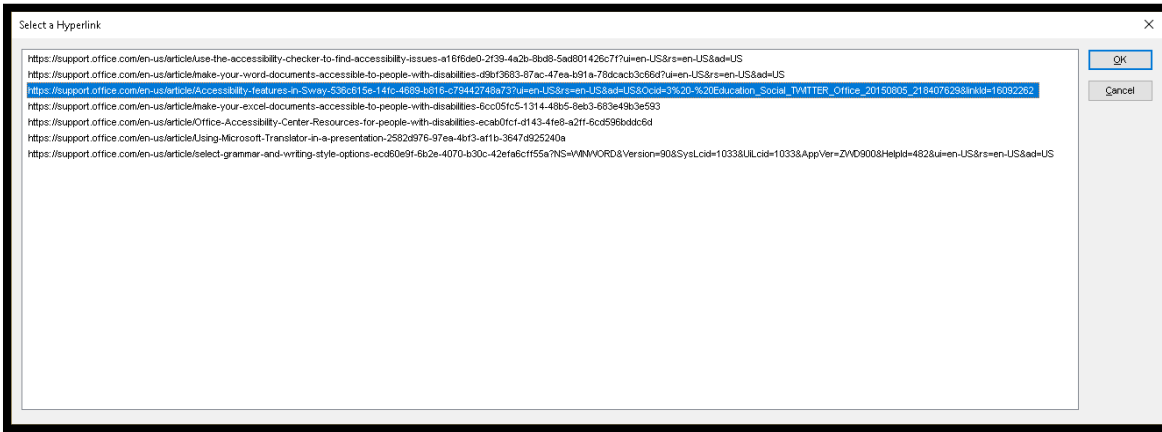 Select a Hyperlink
https://support.office.com/en-us/article/use-the-accessibility-checker-to-find-accessibility-issues-a16f6de0-2f39-4a2b-8bd8-5ad801426c7f?ui=en-US&rs=en-US&ad=US
https://support.office.com/en-us/article/make-your-word-documents-accessible-to-people-with-disabilities-d9bf3683-87ac-47ea-b91a-78dcacb3c66d?ui=en-US&rs=en-US&ad=US
https://support.office.com/en-us/article/Accessibility-features-in-Sway-536c615e-14fc-4689-b816-c79442748a73?ui=en-US&rs=en-US&ad=US&Ocid=3%20-%20Education_Social_TWITTER_Office_20150805_218407629&linkId=16092262
https://support.office.com/en-us/article/make-your-excel-documents-accessible-to-people-with-disabilities-6cc05fc5-1314-48b5-8eb3-683e49b3e593
https://support.office.com/en-us/article/Office-Accessibility-Center-Resources-for-people-with-disabilities-ecab0fcf-d143-4fe8-a2ff-6cd596bddc6d
https://support.office.com/en-us/article/Using-Microsoft-Translator-in-a-presentation-2582d976-97ea-4bf3-af1b-3647d925240a
https://support.office.com/en-us/article/select-grammar-and-writing-style-options-ecd60e9f-6b2e-4070-b30c-42efa6cff55a?NS=WINWORD&Version=90&SysLcid=1033&UiLcid=1033&AppVer=ZWD900&HelpId=482&ui=en-US&rs=en-US&ad=US
OK
Cancel